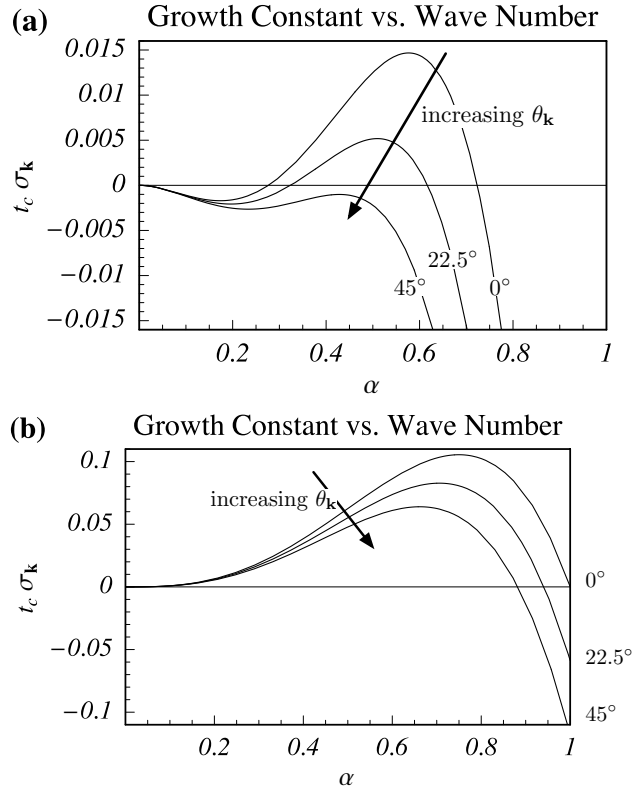 (a) Growth Constant vs. Wave Number
0.015
0.01
0.005
0
−0.005
−0.01
−0.015
t_c σ_k
increasing θ_k
45°
22.5°
0°
0.2 0.4 0.6 0.8 1
α
(b) Growth Constant vs. Wave Number
0.1
0.05
0
−0.05
−0.1
t_c σ_k
increasing θ_k
0°
22.5°
45°
0.2 0.4 0.6 0.8 1
α